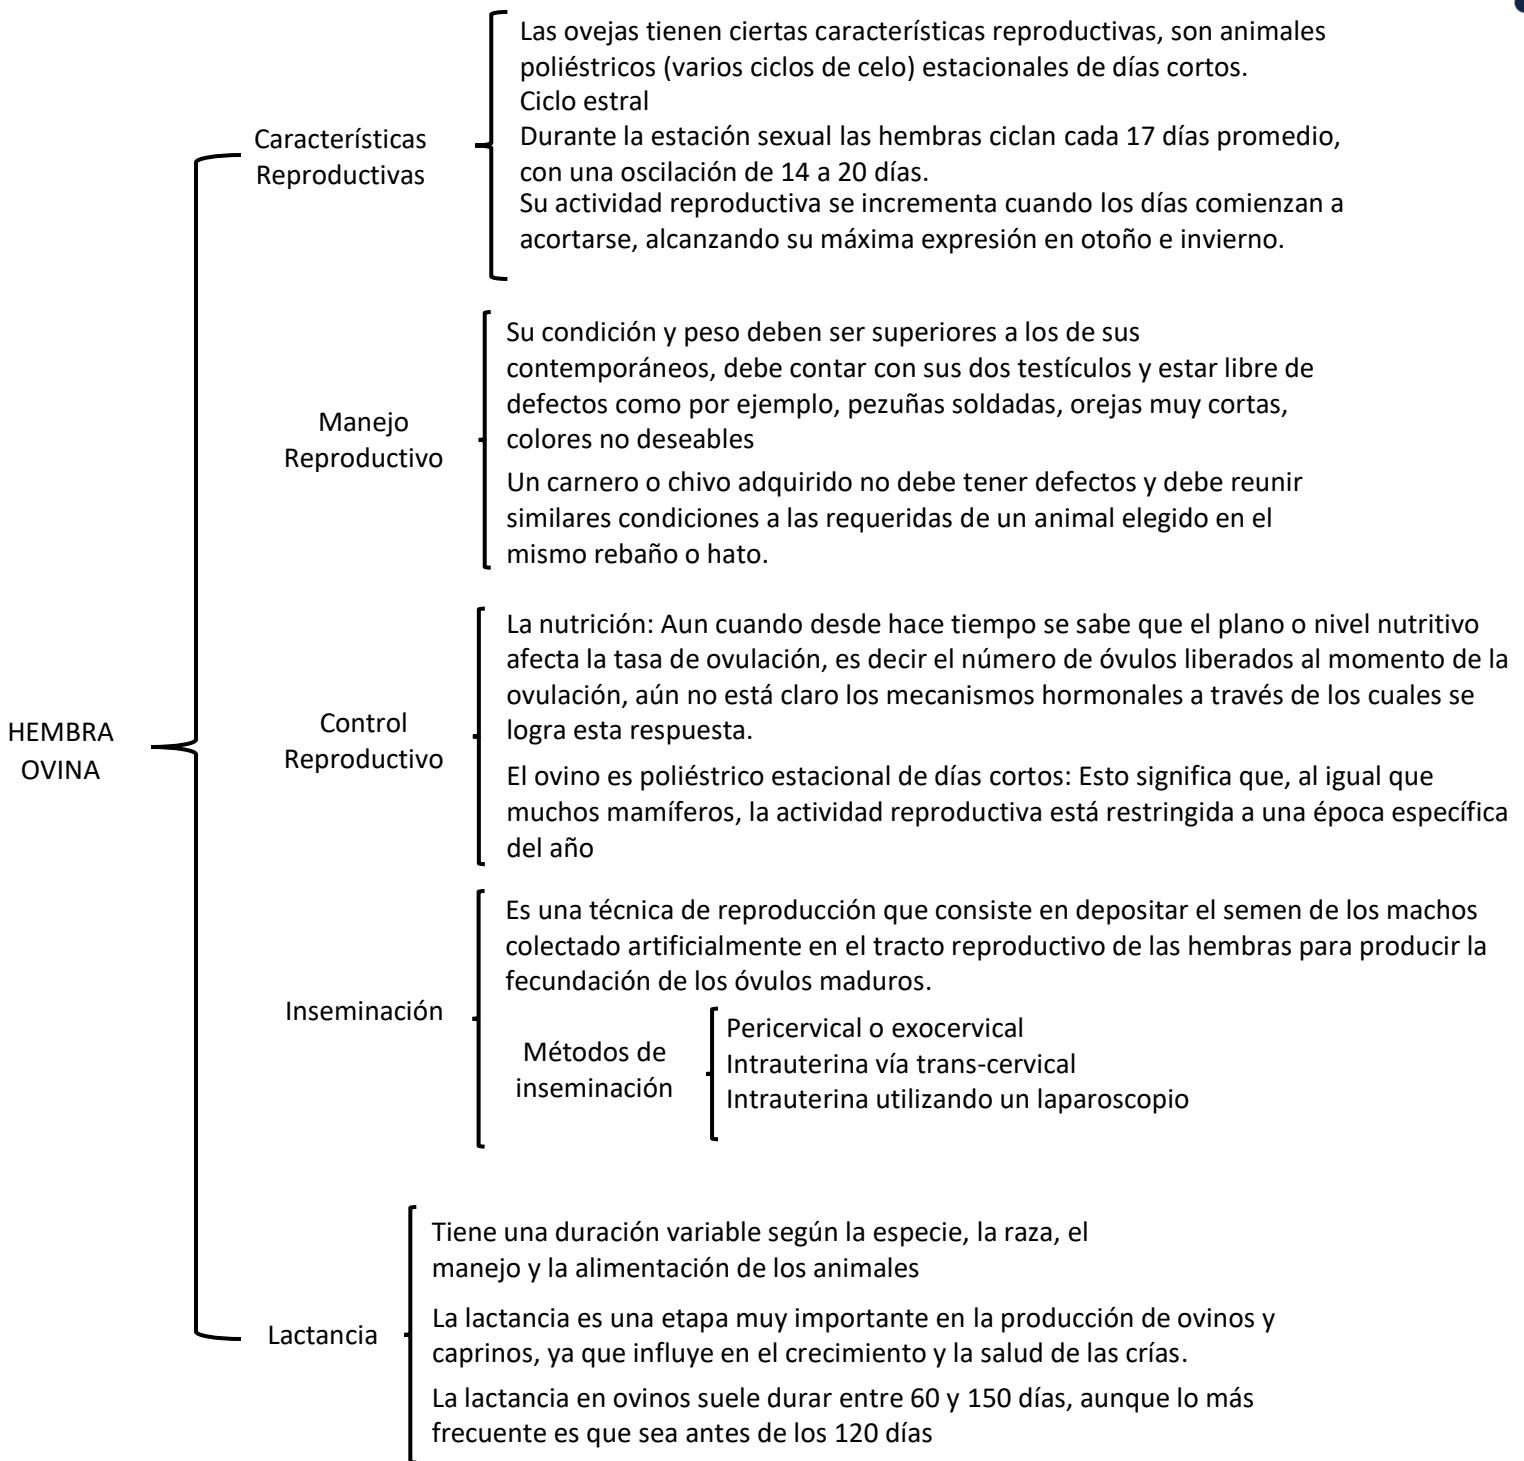 Las ovejas tienen ciertas características reproductivas, son animales
poliéstricos (varios ciclos de celo) estacionales de días cortos.
Ciclo estral
Características
Reproductivas
Durante la estación sexual las hembras ciclan cada 17 días promedio,
con una oscilación de 14 a 20 días.
Su actividad reproductiva se incrementa cuando los días comienzan a
acortarse, alcanzando su máxima expresión en otoño e invierno.
Manejo
Reproductivo
Su condición y peso deben ser superiores a los de sus
contemporáneos, debe contar con sus dos testículos y estar libre de
defectos como por ejemplo, pezuñas soldadas, orejas muy cortas,
colores no deseables
Un carnero o chivo adquirido no debe tener defectos y debe reunir
similares condiciones a las requeridas de un animal elegido en el
mismo rebaño o hato.
HEMBRA
OVINA
Control
Reproductivo
La nutrición: Aun cuando desde hace tiempo se sabe que el plano o nivel nutritivo
afecta la tasa de ovulación, es decir el número de óvulos liberados al momento de la
ovulación, aún no está claro los mecanismos hormonales a través de los cuales se
logra esta respuesta.
El ovino es poliéstrico estacional de días cortos: Esto significa que, al igual que
muchos mamíferos, la actividad reproductiva está restringida a una época específica
del año
Inseminación
Es una técnica de reproducción que consiste en depositar el semen de los machos
colectado artificialmente en el tracto reproductivo de las hembras para producir la
fecundación de los óvulos maduros.
Métodos de
inseminación
Pericervical o exocervical
Intrauterina vía trans-cervical
Intrauterina utilizando un laparoscopio
Lactancia
Tiene una duración variable según la especie, la raza, el
manejo y la alimentación de los animales
La lactancia es una etapa muy importante en la producción de ovinos y
caprinos, ya que influye en el crecimiento y la salud de las crías.
La lactancia en ovinos suele durar entre 60 y 150 días, aunque lo más
frecuente es que sea antes de los 120 días